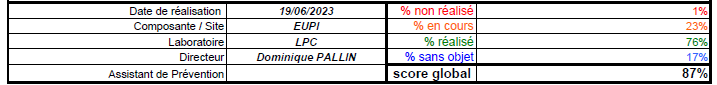 Date de réalisation 19/06/2023 % non réalisé 1%
Composante / Site EUPI % en cours 23%
Laboratoire LPC % réalisé 76%
Directeur Dominique PALLIN % sans objet 17%
Assistant de Prévention score global 87%